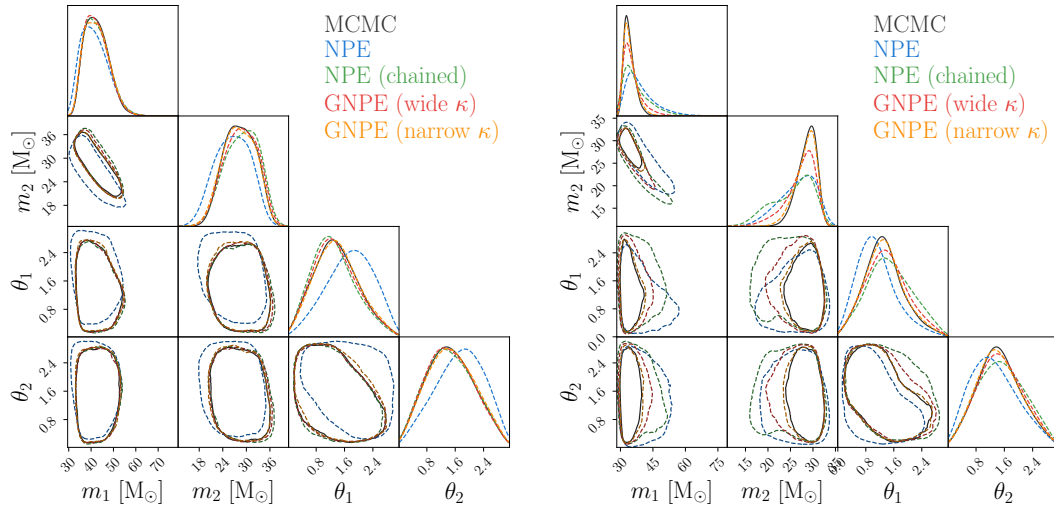 MCMC
NPE
NPE (chained)
GNPE (wide κ)
GNPE (narrow κ)
m₂ [M⊙]
36
30
24
18
θ₁
2.4
1.6
0.8
θ₂
2.4
1.6
0.8
30 40 50 60 70
18 24 30 36
0.8 1.6 2.4
0.8 1.6 2.4
m₁ [M⊙]
m₂ [M⊙]
θ₁
θ₂
MCMC
NPE
NPE (chained)
GNPE (wide κ)
GNPE (narrow κ)
m₂ [M⊙]
35
30
25
20
15
θ₁
2.4
1.6
0.8
0.0
θ₂
2.4
1.6
0.8
30 45 60 75
15 20 25 30
0.8 1.6 2.4
0.8 1.6 2.4
m₁ [M⊙]
m₂ [M⊙]
θ₁
θ₂